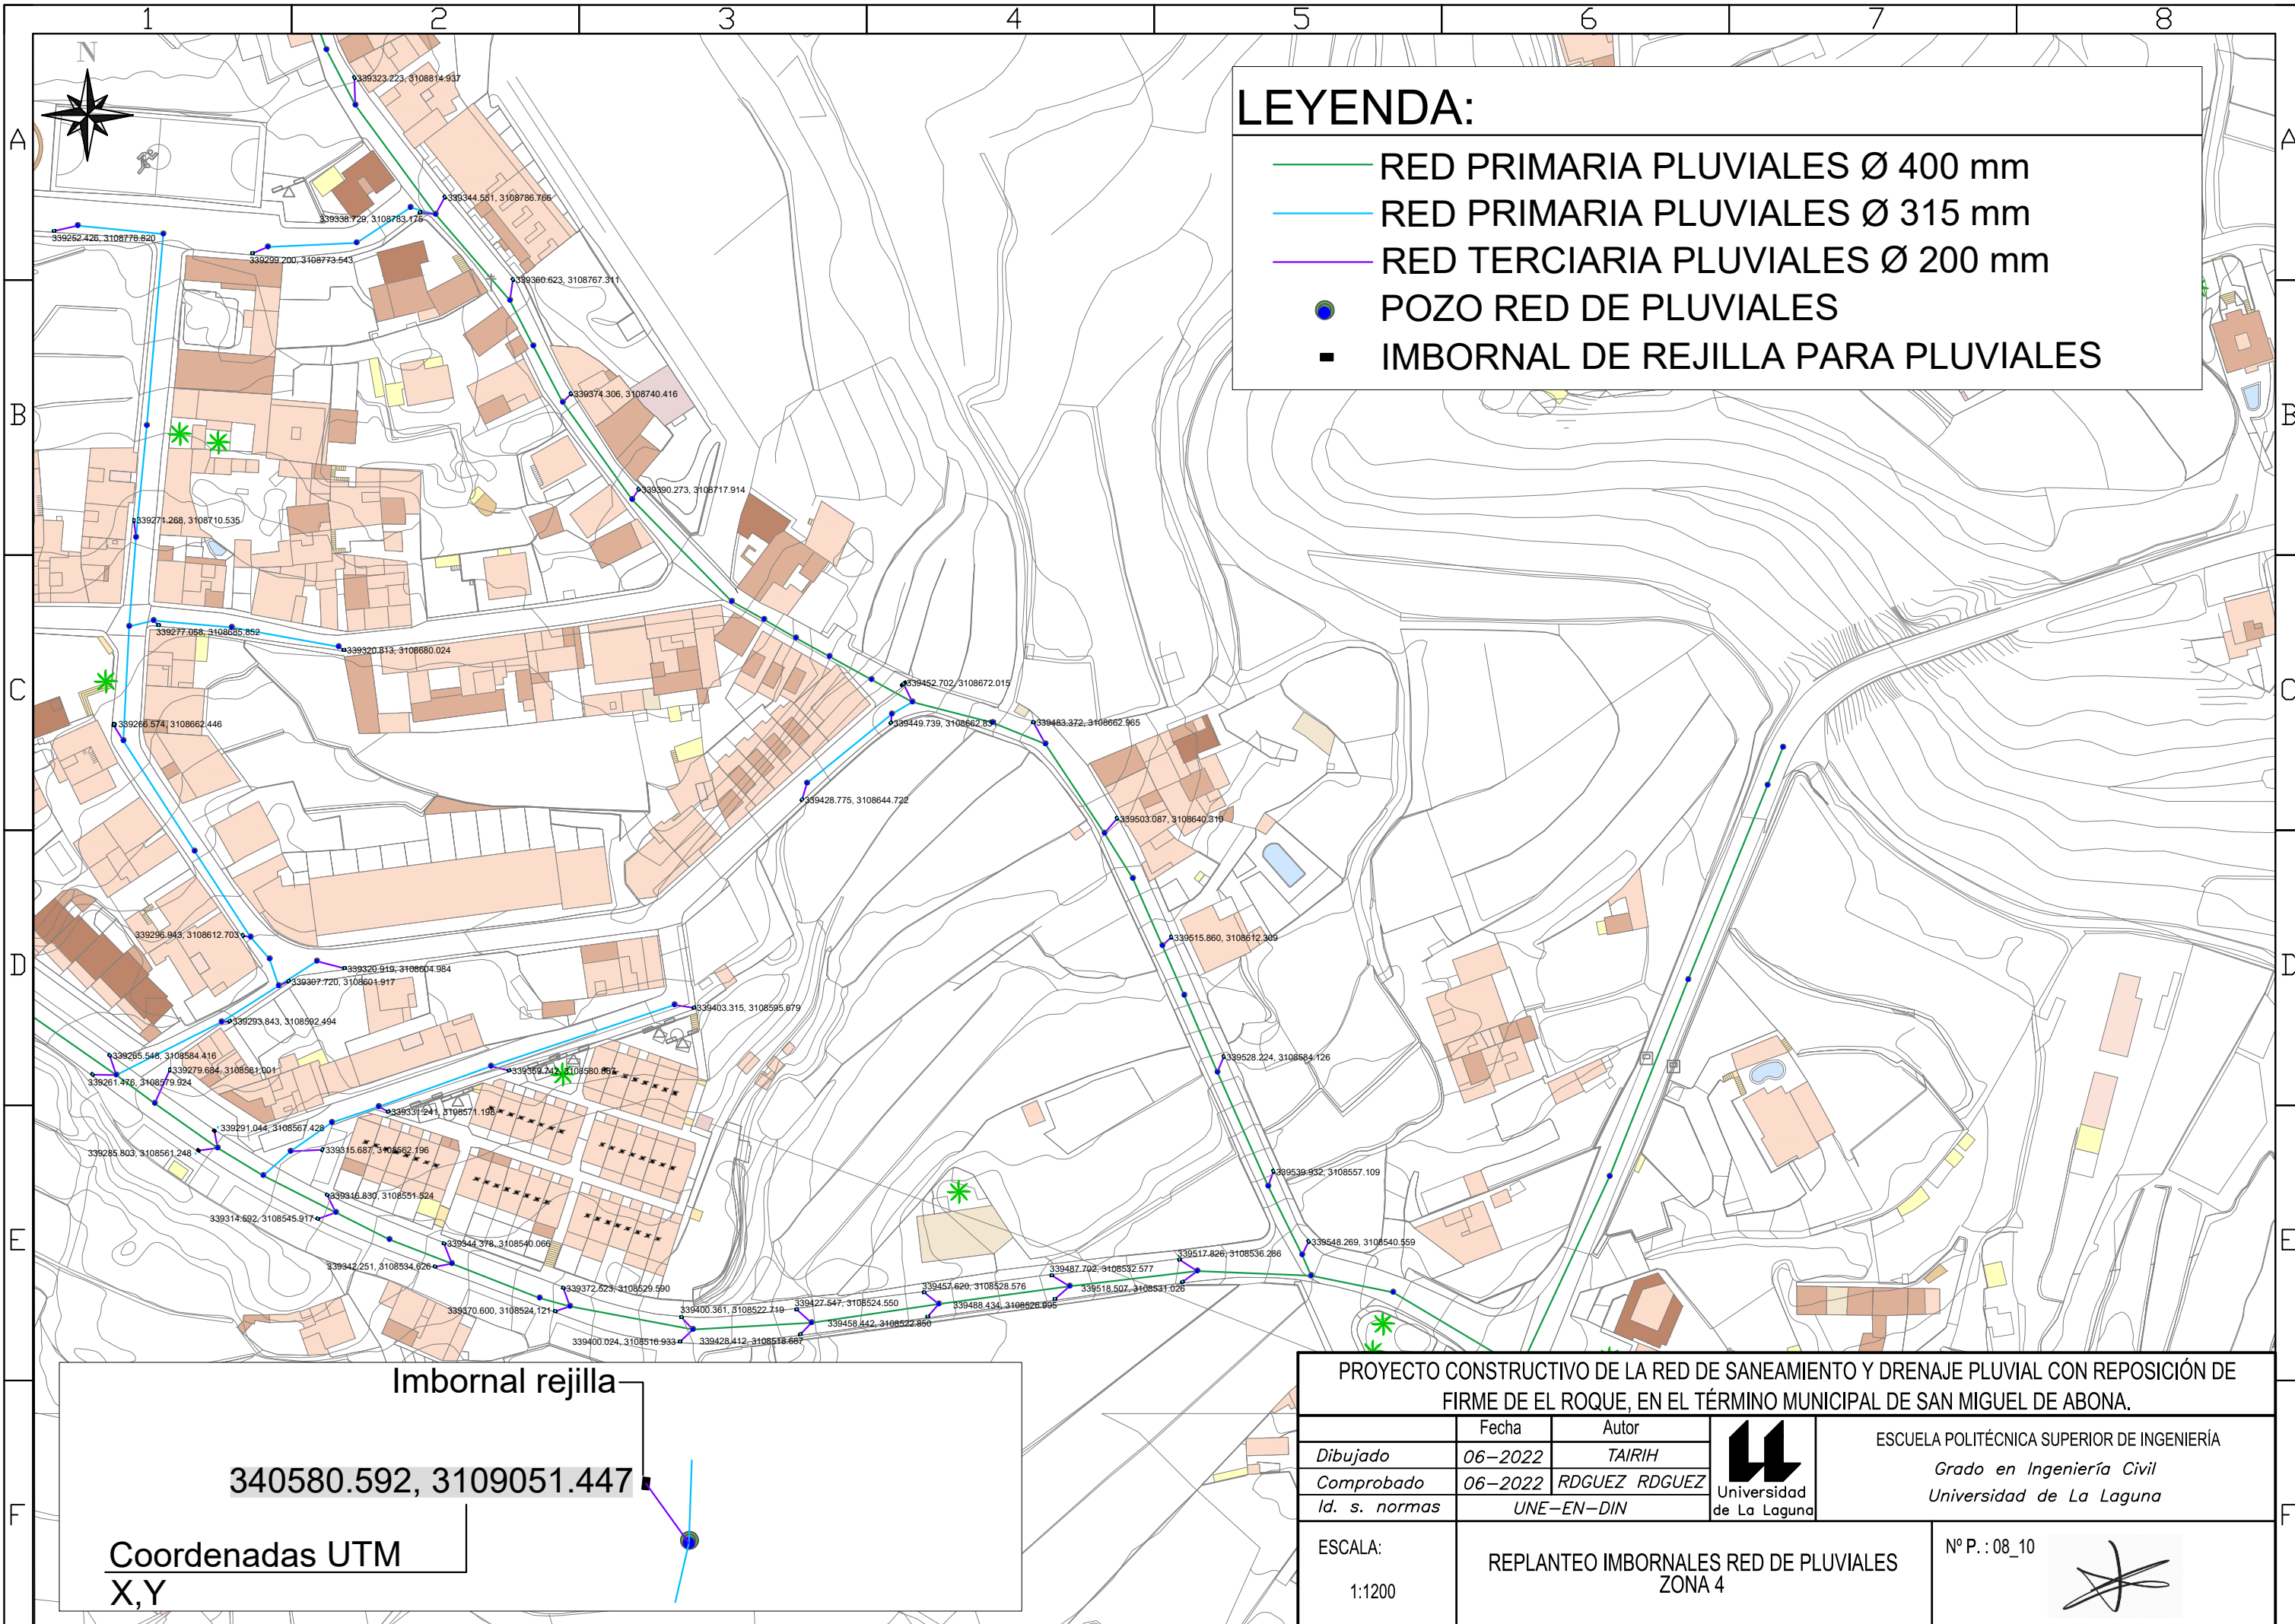 1 2 3 4 5 6 7 8
N
A A
B B
C C
D D
E E
F F
LEYENDA:
RED PRIMARIA PLUVIALES Ø 400 mm
RED PRIMARIA PLUVIALES Ø 315 mm
RED TERCIARIA PLUVIALES Ø 200 mm
POZO RED DE PLUVIALES
IMBORNAL DE REJILLA PARA PLUVIALES
339323.223, 3108814.937
339344.551, 3108786.766
339338.729, 3108783.175
339252.426, 3108778.820
339299.200, 3108773.543
339360.623, 3108767.311
339374.306, 3108740.416
339390.273, 3108717.914
339271.268, 3108710.535
339277.058, 3108685.852
339320.813, 3108680.024
339452.702, 3108672.015
339266.574, 3108662.446
339449.739, 3108662.831
339483.372, 3108662.965
339428.775, 3108644.722
339503.087, 3108640.310
339296.943, 3108612.703
339515.860, 3108612.309
339320.919, 3108604.984
339307.720, 3108601.917
339403.315, 3108595.679
339293.843, 3108592.494
339265.548, 3108584.416
339279.684, 3108581.001
339261.476, 3108579.924
339359.242, 3108580.887
339528.224, 3108584.126
339331.241, 3108571.198
339291.044, 3108567.428
339285.803, 3108561.248
339315.687, 3108562.196
339539.932, 3108557.109
339316.830, 3108551.524
339314.592, 3108545.917
339344.378, 3108540.066
339342.251, 3108534.626
339548.269, 3108540.559
339517.826, 3108536.286
339518.507, 3108531.026
339487.702, 3108532.577
339488.434, 3108526.995
339457.620, 3108528.576
339458.442, 3108522.850
339372.523, 3108529.590
339370.600, 3108524.121
339427.547, 3108524.550
339428.412, 3108518.687
339400.361, 3108522.719
339400.024, 3108516.933
Imbornal rejilla
340580.592, 3109051.447
Coordenadas UTM
X,Y
PROYECTO CONSTRUCTIVO DE LA RED DE SANEAMIENTO Y DRENAJE PLUVIAL CON REPOSICIÓN DE
FIRME DE EL ROQUE, EN EL TÉRMINO MUNICIPAL DE SAN MIGUEL DE ABONA.
Fecha Autor
Dibujado 06-2022 TAIRIH
Comprobado 06-2022 RDGUEZ RDGUEZ
Id. s. normas UNE-EN-DIN
Universidad
de La Laguna
ESCUELA POLITÉCNICA SUPERIOR DE INGENIERÍA
Grado en Ingeniería Civil
Universidad de La Laguna
ESCALA:
1:1200
REPLANTEO IMBORNALES RED DE PLUVIALES
ZONA 4
Nº P. : 08_10